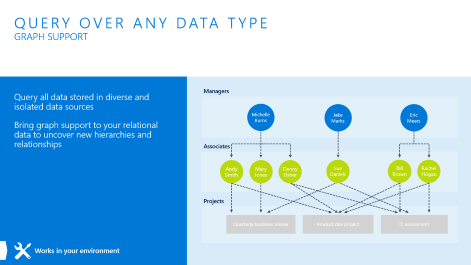 QUERY OVER ANY DATA TYPE
GRAPH SUPPORT
Query all data stored in diverse and
isolated data sources
Bring graph support to your relational
data to uncover new hierarchies and
relationships
Works in your environment
Managers
Michelle
Burns
Jake
Marks
Eric
Mears
Associates
Andy
Smith
Mary
Jones
Danny
Usher
Sue
Daniels
Bill
Brown
Rachel
Hogan
Projects
Quarterly business review
Product dev project
IT assessment